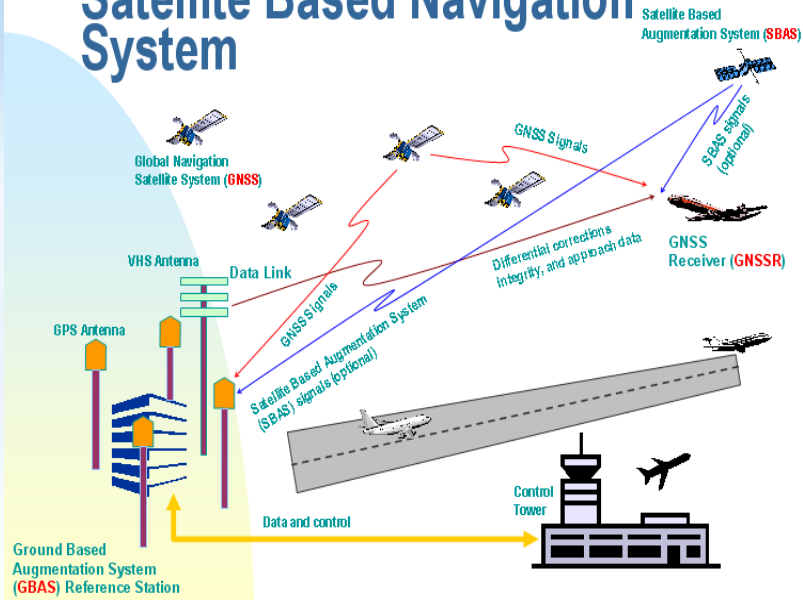 Satellite Based Navigation
System
Satellite Based
Augmentation System (SBAS)
GNSS Signals
SBAS signals
(optional)
Global Navigation
Satellite System (GNSS)
GNSS
Receiver (GNSSR)
VHS Antenna
Data Link
Differential corrections
Integrity, and approach data
GNSS Signals
GPS Antenna
Satellite Based Augmentation System
(SBAS) signals (optional)
Control
Tower
Data and control
Ground Based
Augmentation System
(GBAS) Reference Station